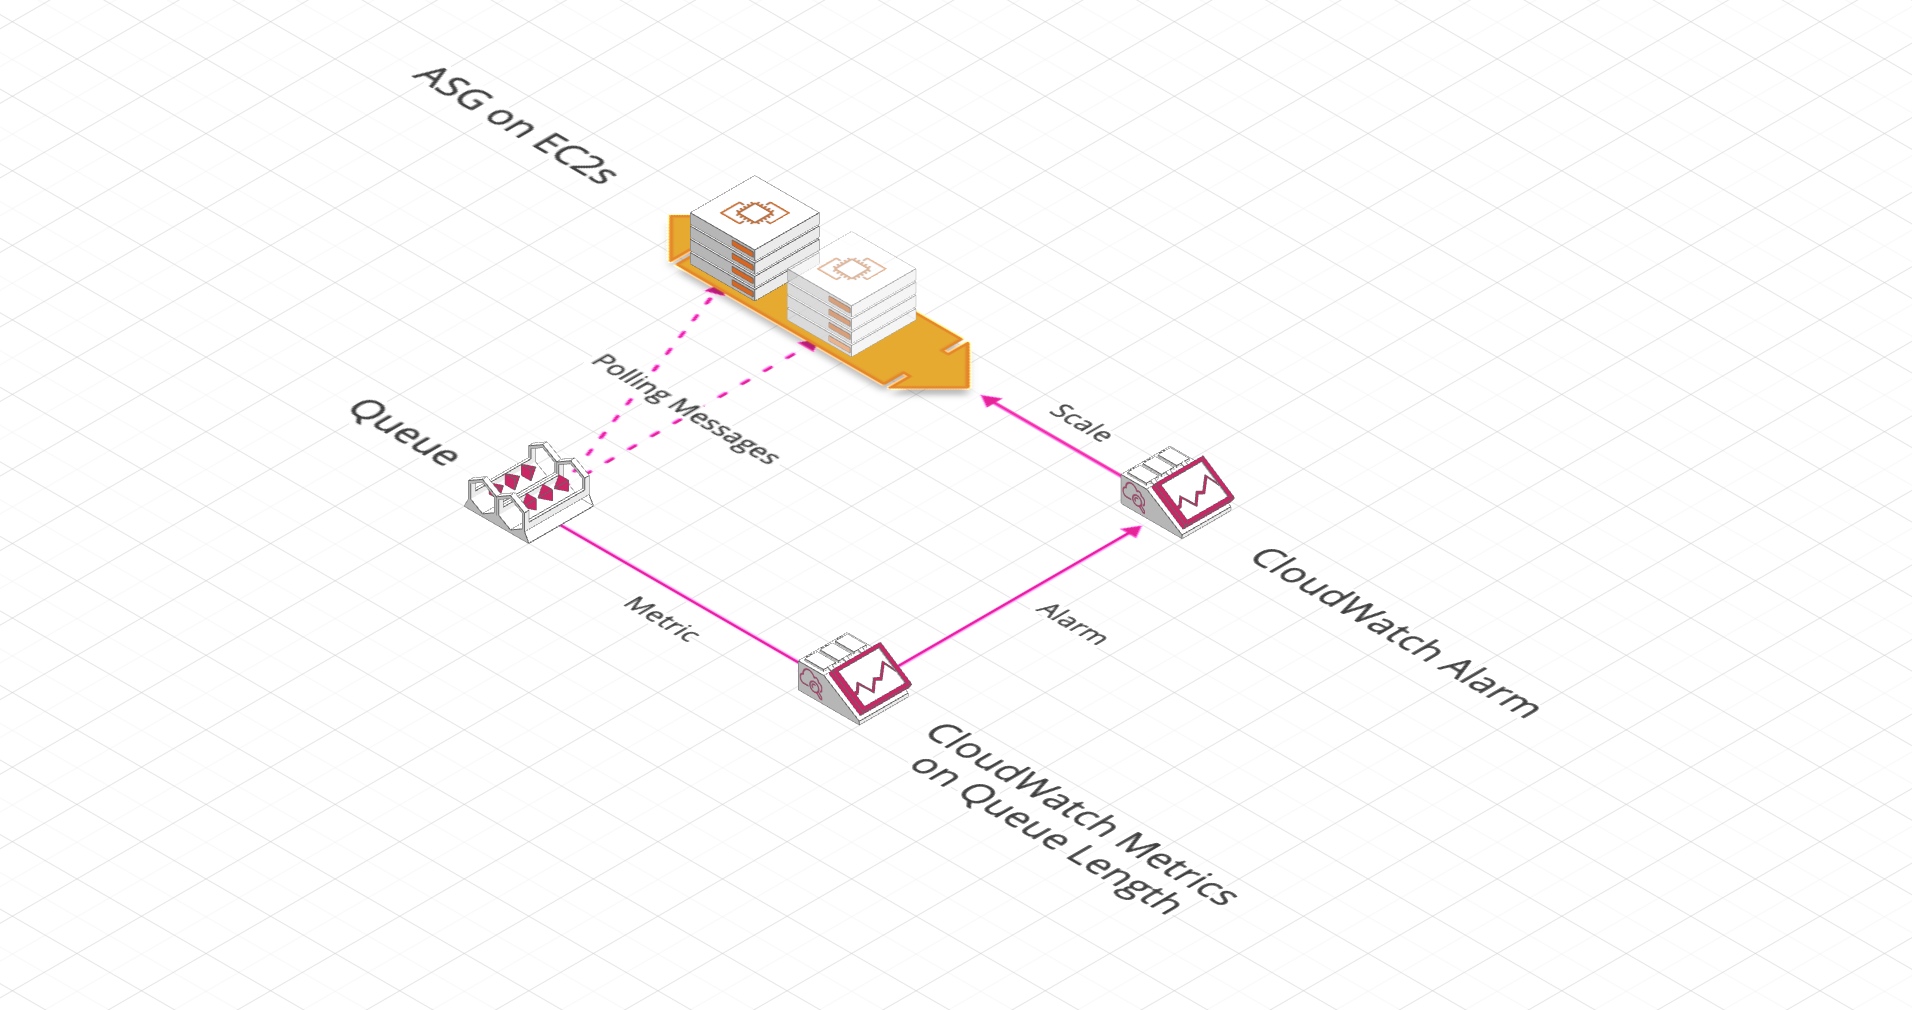 ASG on EC2s
Polling Messages
Queue
Scale
Metric
Alarm
CloudWatch Alarm
CloudWatch Metrics
on Queue Length